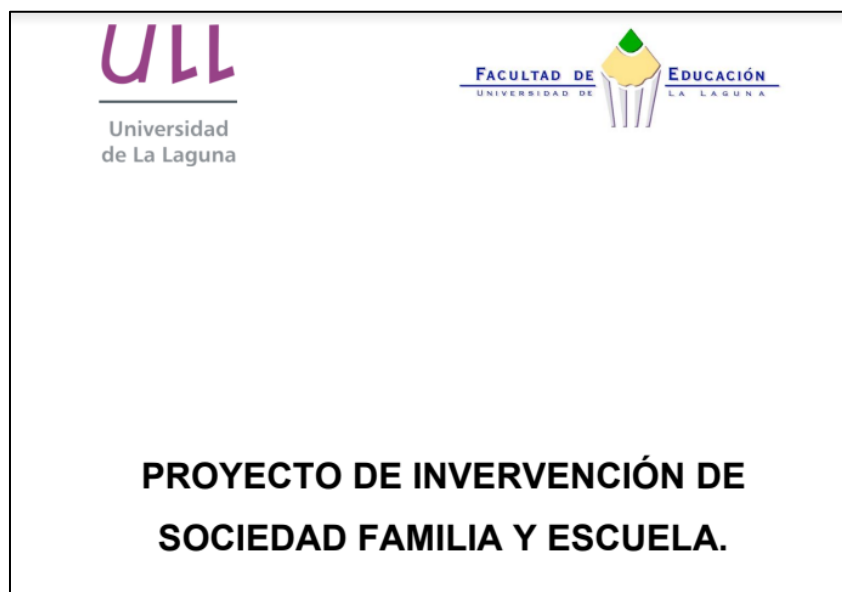 ULL
Universidad
de La Laguna
FACULTAD DE EDUCACIÓN
UNIVERSIDAD DE LA LAGUNA
PROYECTO DE INVERVENCIÓN DE
SOCIEDAD FAMILIA Y ESCUELA.